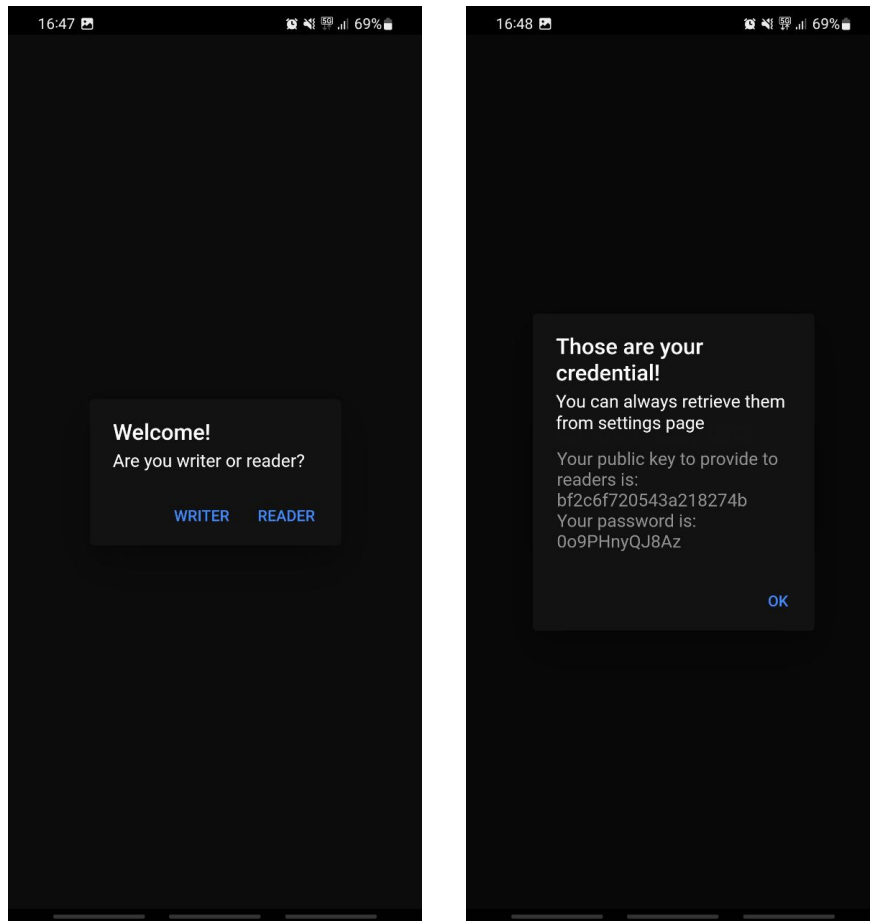 16:47
69%
Welcome!
Are you writer or reader?
WRITER READER
16:48
69%
Those are your
credential!
You can always retrieve them
from settings page
Your public key to provide to
readers is:
bf2c6f720543a218274b
Your password is:
0o9PHnyQJ8Az
OK